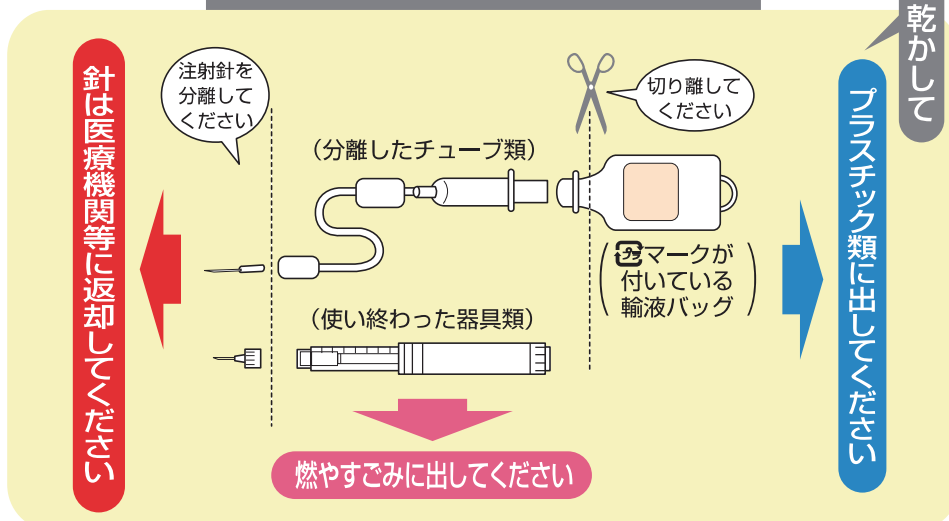 乾かして
プラスチック類に出してください
切り離して
ください
注射針を
分離して
ください
針は医療機関等に返却してください
（分離したチューブ類）
（プラマークが
付いている
輸液バッグ）
（使い終わった器具類）
燃やすごみに出してください